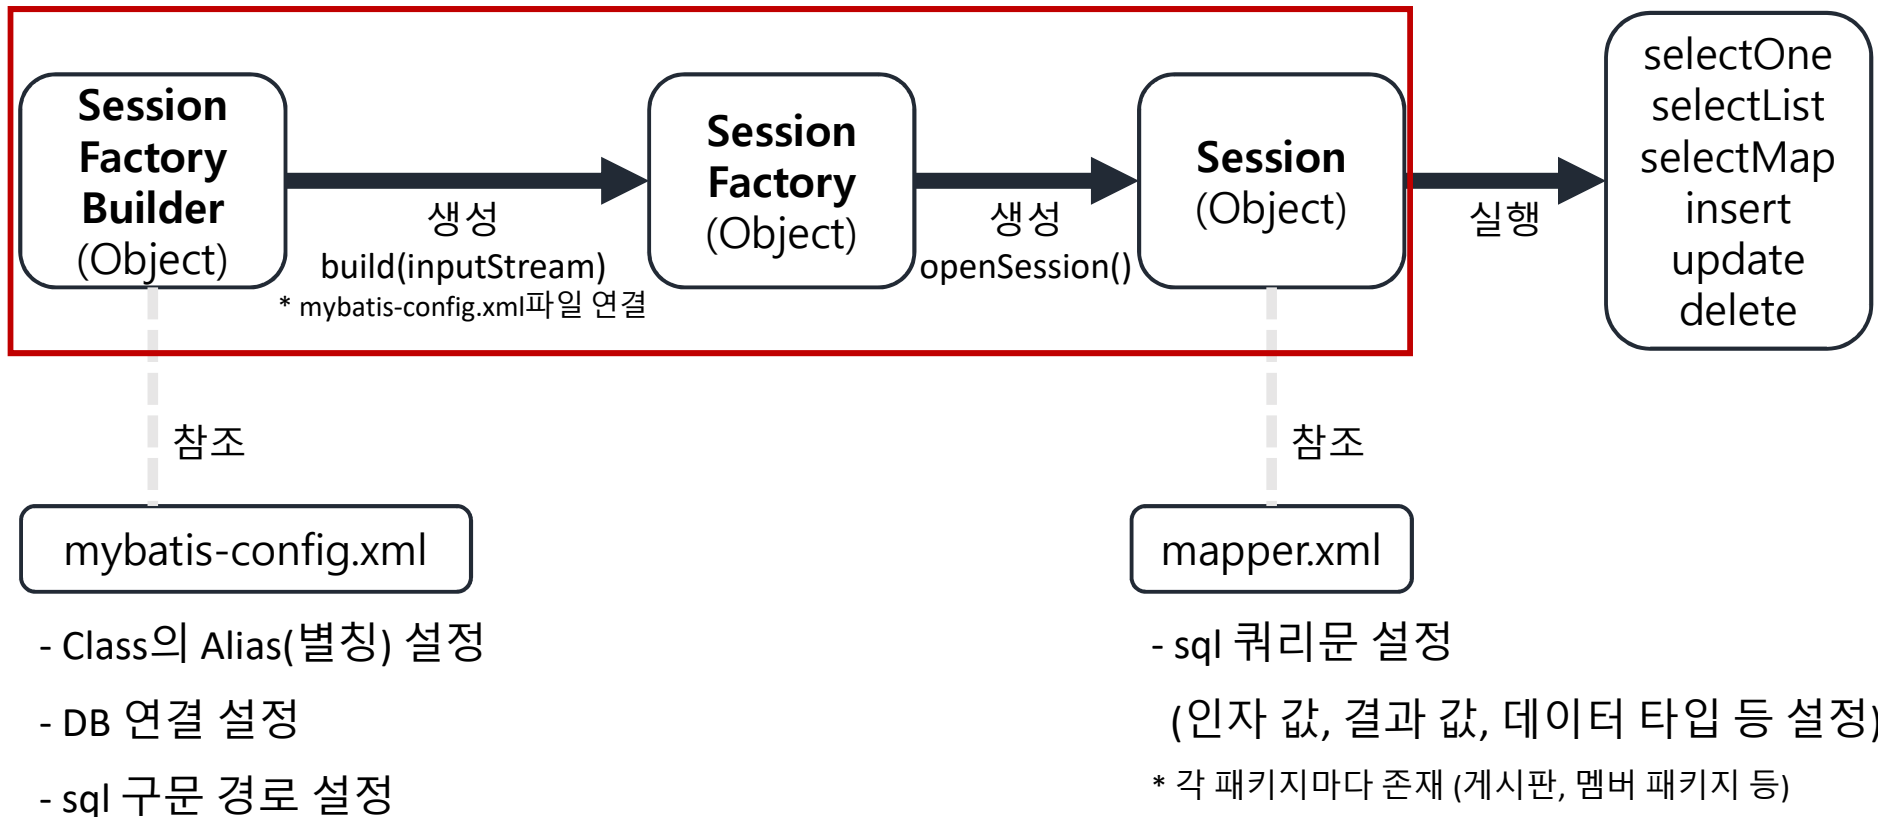 Session
Factory
Builder
(Object)
생성
build(inputStream)
* mybatis-config.xml파일 연결
Session
Factory
(Object)
생성
openSession()
Session
(Object)
실행
selectOne
selectList
selectMap
insert
update
delete
참조
참조
mybatis-config.xml
- Class의 Alias(별칭) 설정
- DB 연결 설정
- sql 구문 경로 설정
mapper.xml
- sql 쿼리문 설정
(인자 값, 결과 값, 데이터 타입 등 설정)
* 각 패키지마다 존재 (게시판, 멤버 패키지 등)